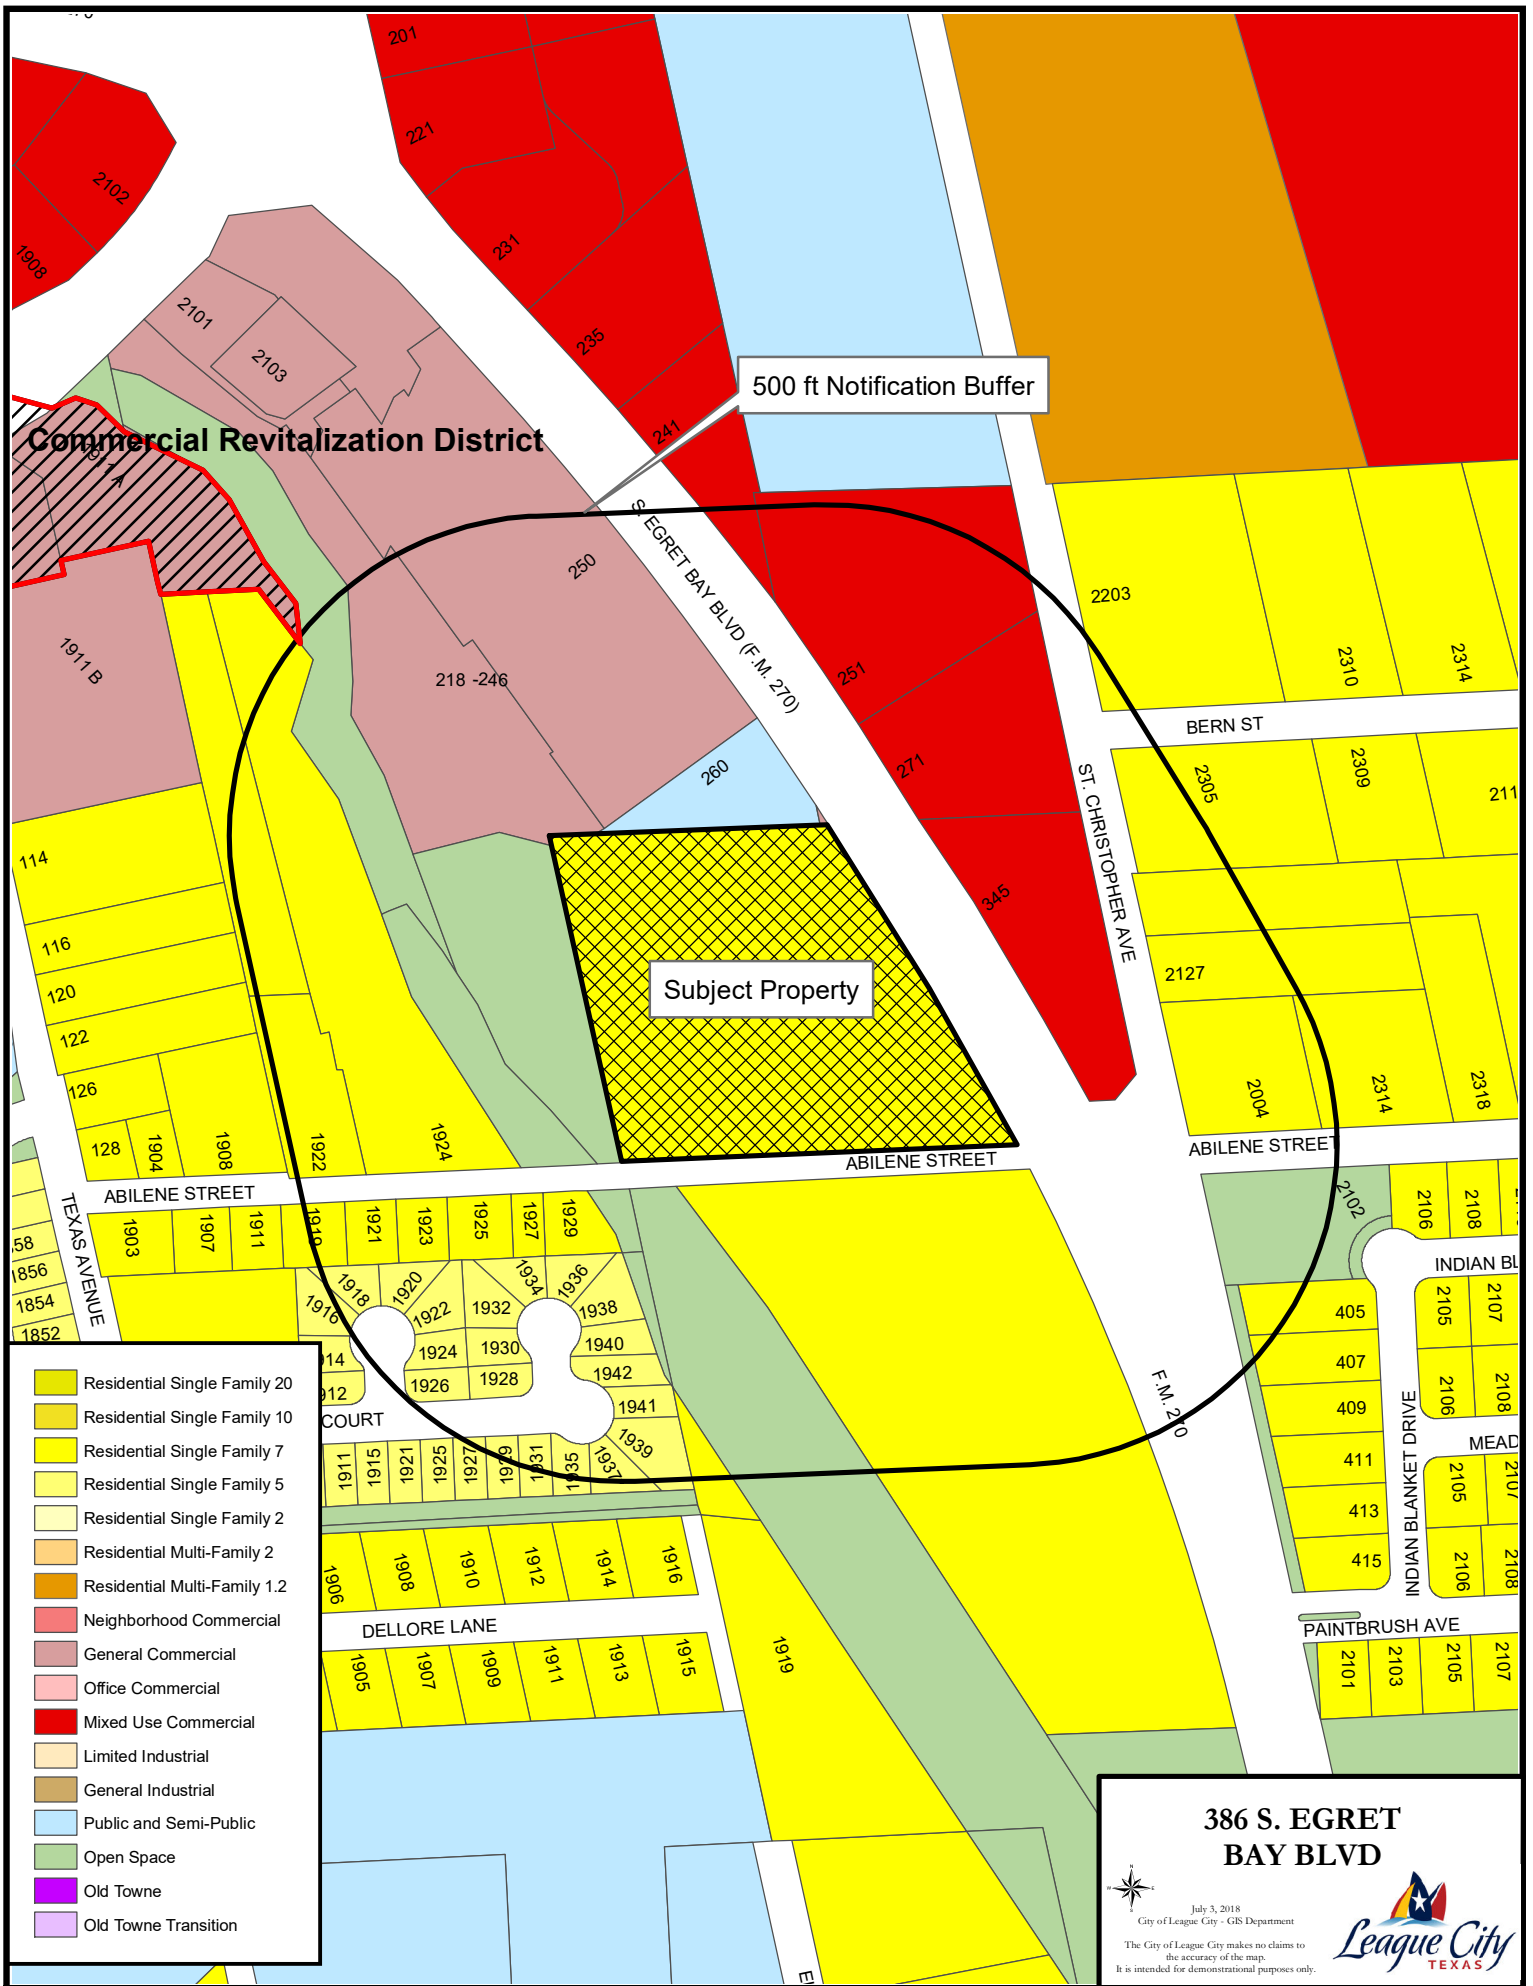 201
221
2102
1908
231
2101
2103
235
241
500 ft Notification Buffer
Commercial Revitalization District
1911 A
250
S. EGRET BAY BLVD (F.M. 270)
2203
2310
2314
1911 B
218 -246
251
260
271
BERN ST
2305
2309
211
ST. CHRISTOPHER AVE
114
116
120
122
126
128
1904
1908
1922
1924
345
Subject Property
2127
2004
2314
2318
ABILENE STREET
ABILENE STREET
ABILENE STREET
TEXAS AVENUE
1903
1907
1911
1919
1921
1923
1925
1927
1929
2102
2106
2108
58
1856
1854
1852
1916
1918
1920
1922
1932
1934
1936
1938
914
1924
1930
1940
912
1926
1928
1942
1941
COURT
1939
1911
1915
1921
1925
1927
1929
1931
1935
1937
INDIAN BL
405
407
409
411
413
415
2105
2107
2106
2108
INDIAN BLANKET DRIVE
MEAD
2105
2107
2106
2108
F.M. 270
PAINTBRUSH AVE
2101
2103
2105
2107
1906
1908
1910
1912
1914
1916
DELLORE LANE
1905
1907
1909
1911
1913
1915
1919
Residential Single Family 20
Residential Single Family 10
Residential Single Family 7
Residential Single Family 5
Residential Single Family 2
Residential Multi-Family 2
Residential Multi-Family 1.2
Neighborhood Commercial
General Commercial
Office Commercial
Mixed Use Commercial
Limited Industrial
General Industrial
Public and Semi-Public
Open Space
Old Towne
Old Towne Transition
386 S. EGRET
BAY BLVD
N
W
E
S
July 3, 2018
City of League City - GIS Department
The City of League City makes no claims to
the accuracy of the map.
It is intended for demonstrational purposes only.
League City
TEXAS